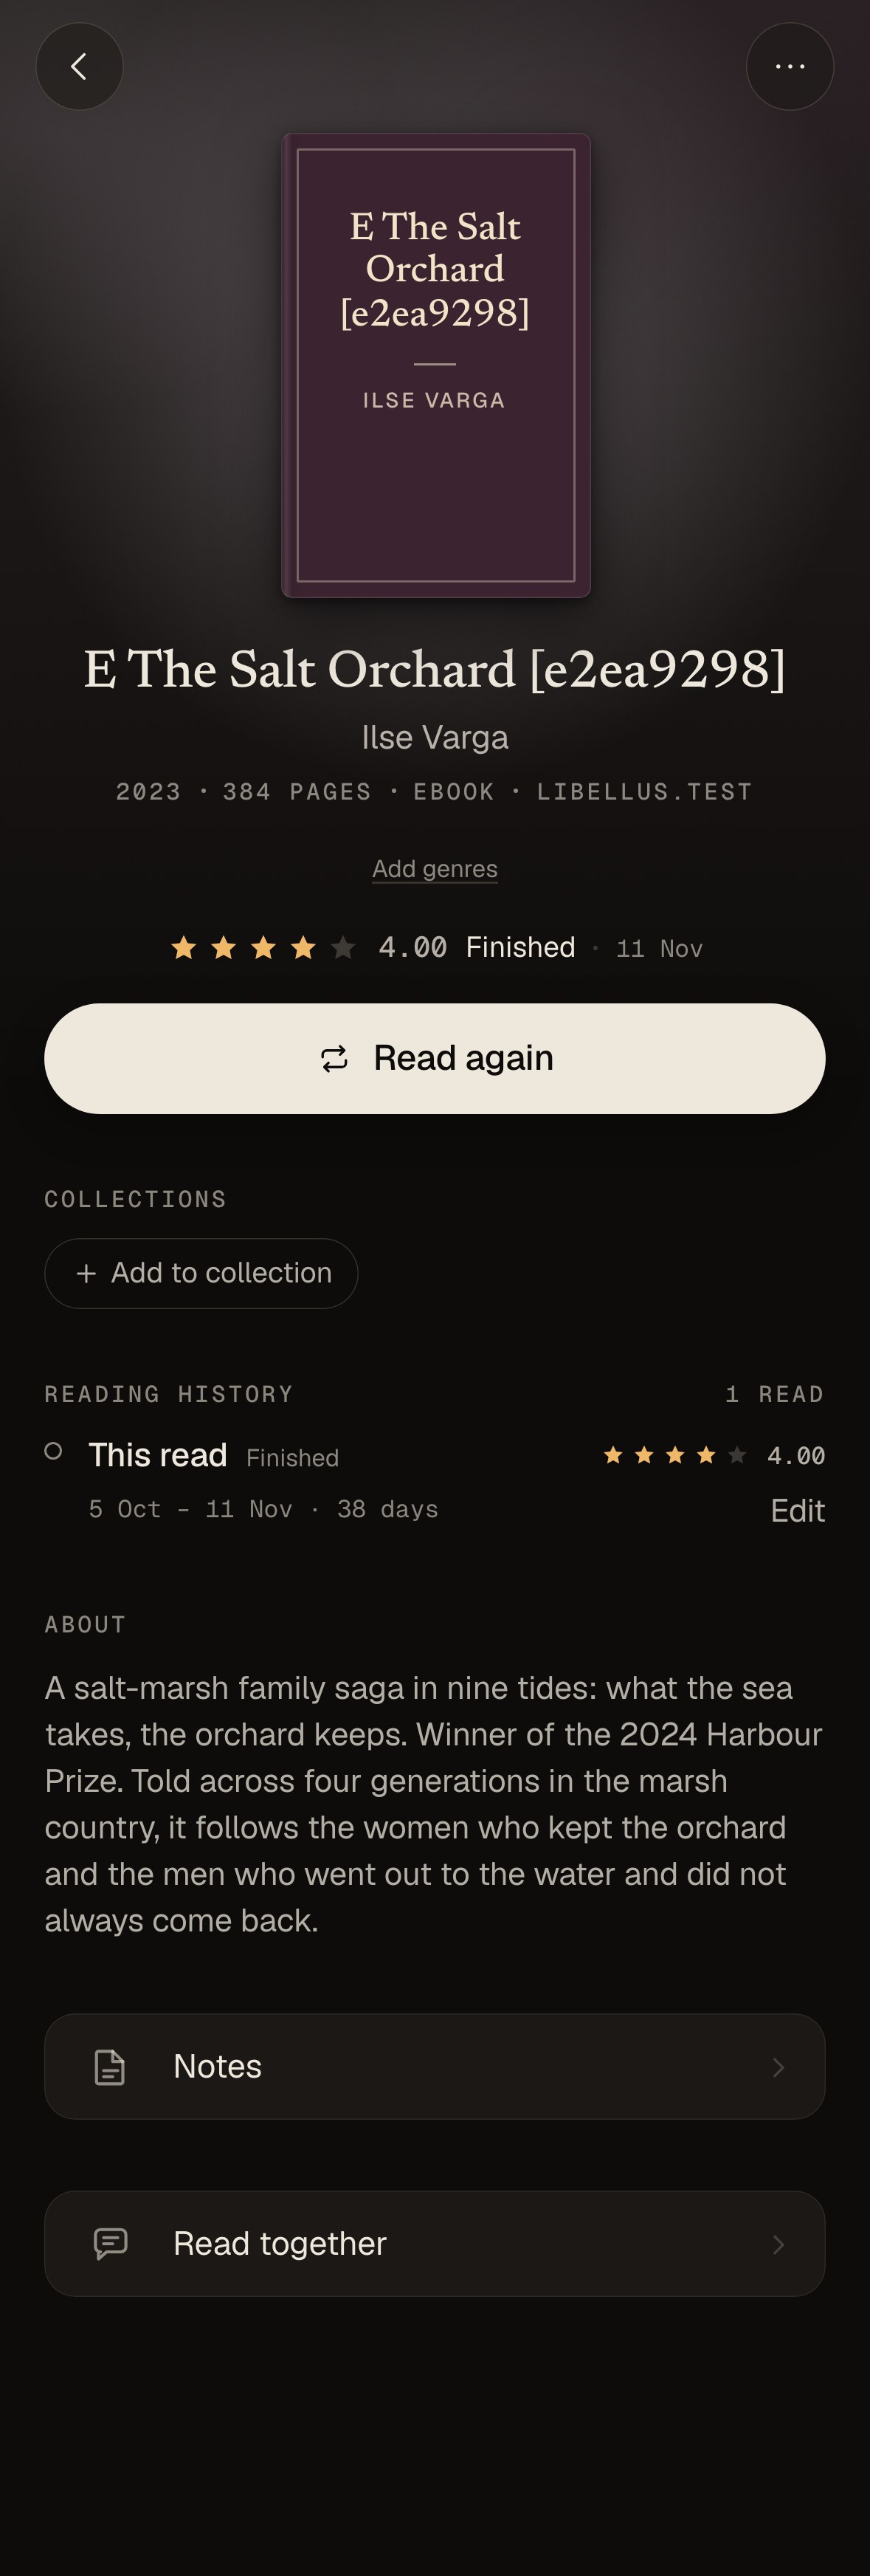 E The Salt
Orchard
[e2ea9298]
ILSE VARGA
E The Salt Orchard [e2ea9298]
Ilse Varga
2023 · 384 PAGES · EBOOK · LIBELLUS.TEST
Add genres
4.00 Finished · 11 Nov
Read again
COLLECTIONS
+ Add to collection
READING HISTORY 1 READ
This read Finished 4.00
5 Oct – 11 Nov · 38 days Edit
ABOUT
A salt-marsh family saga in nine tides: what the sea
takes, the orchard keeps. Winner of the 2024 Harbour
Prize. Told across four generations in the marsh
country, it follows the women who kept the orchard
and the men who went out to the water and did not
always come back.
Notes
Read together